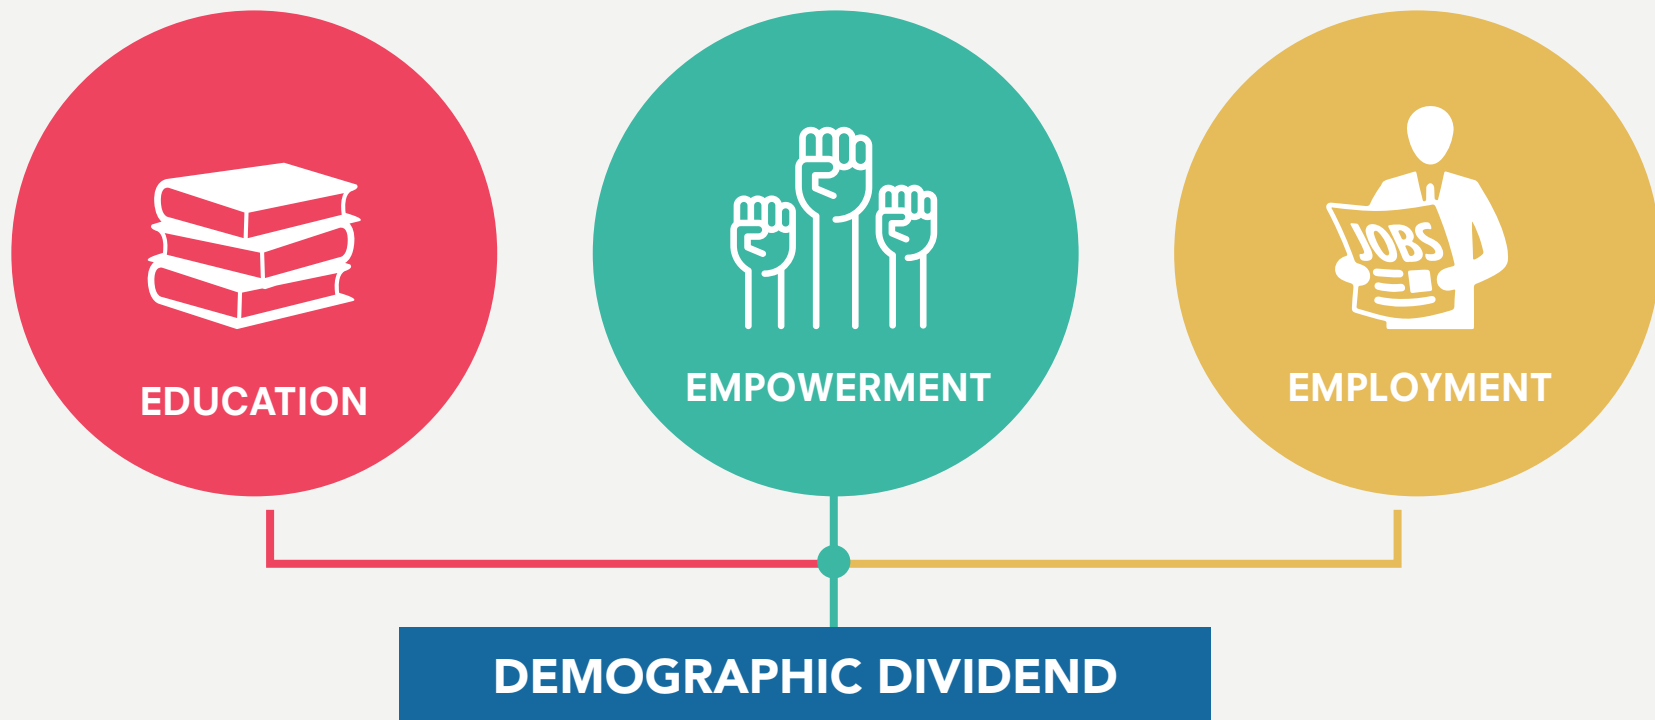 JOBS
EDUCATION
EMPOWERMENT
EMPLOYMENT
DEMOGRAPHIC DIVIDEND